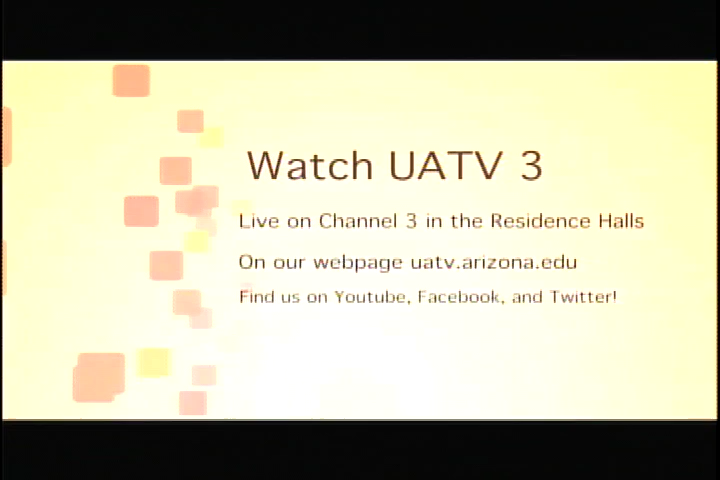 Watch UATV 3
Live on Channel 3 in the Residence Halls
On our webpage uatv.arizona.edu
Find us on Youtube, Facebook, and Twitter!